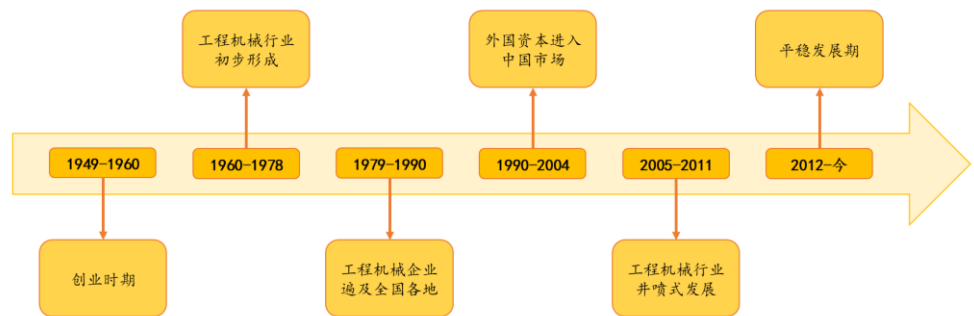 工程机械行业
初步形成
外国资本进入
中国市场
平稳发展期
1949-1960
1960-1978
1979-1990
1990-2004
2005-2011
2012-今
创业时期
工程机械企业
遍及全国各地
工程机械行业
井喷式发展